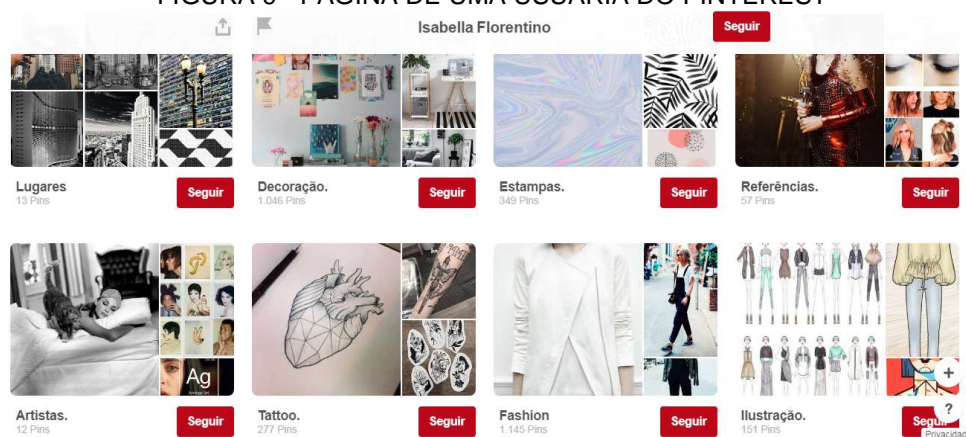 FIGURA 9 - PÁGINA DE UMA USUÁRIA DO PINTEREST
Isabella Florentino
Seguir
Lugares
13 Pins
Seguir
Decoração.
1.046 Pins
Seguir
Estampas.
349 Pins
Seguir
Referências.
57 Pins
Seguir
Ag
Artistas.
12 Pins
Seguir
Tattoo.
277 Pins
Seguir
Fashion
1.145 Pins
Seguir
Ilustração.
151 Pins
Seguir
+
?
Privacidad